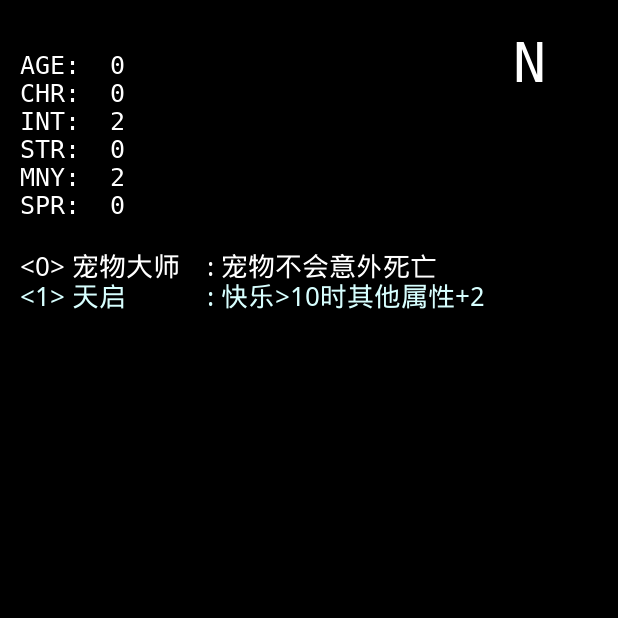 N
AGE: 0
CHR: 0
INT: 2
STR: 0
MNY: 2
SPR: 0
<0> 宠物大师 : 宠物不会意外死亡
<1> 天启 : 快乐>10时其他属性+2